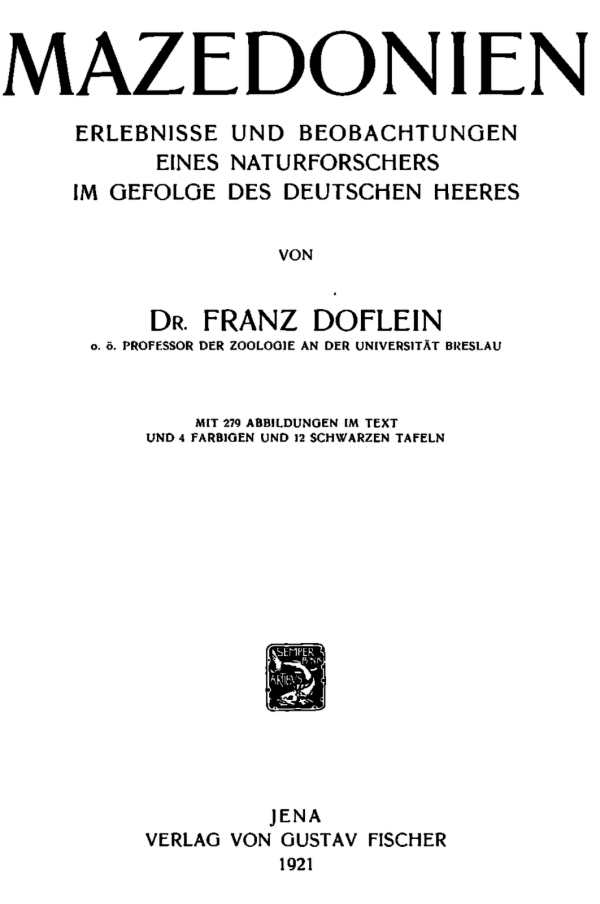 MAZEDONIEN
ERLEBNISSE UND BEOBACHTUNGEN
EINES NATURFORSCHERS
IM GEFOLGE DES DEUTSCHEN HEERES
VON
DR. FRANZ DOFLEIN
o. ö. PROFESSOR DER ZOOLOGIE AN DER UNIVERSITÄT BRESLAU
MIT 279 ABBILDUNGEN IM TEXT
UND 4 FARBIGEN UND 12 SCHWARZEN TAFELN
SEMPER
BONIS
ARTIBUS
JENA
VERLAG VON GUSTAV FISCHER
1921